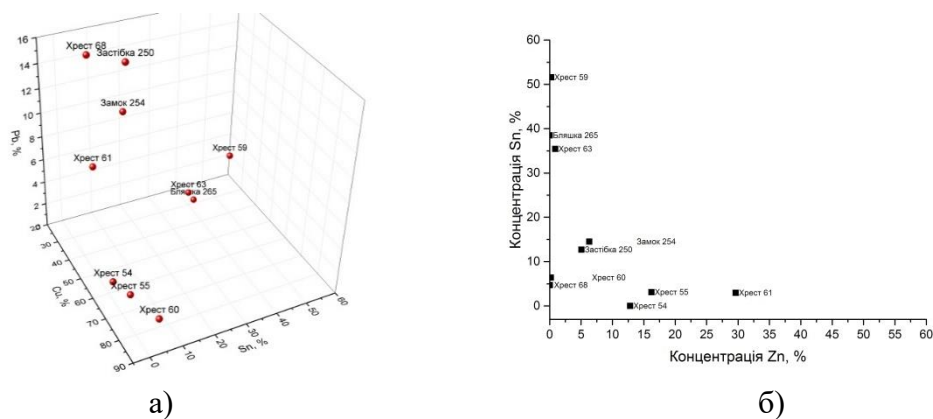 16
14
12
10
8
6
4
2
0
Pb, %
Хрест 68
Застібка 250
Замок 254
Хрест 61
Хрест 59
Хрест 63
Бляшка 265
Хрест 54
Хрест 55
Хрест 60
20
30
40
50
60
70
80
90
Cu, %
0
10
20
30
40
50
60
Sn, %
а)
60
50
40
30
20
10
0
Концентрація Sn, %
Хрест 59
Бляшка 265
Хрест 63
Замок 254
Застібка 250
Хрест 60
Хрест 68
Хрест 55
Хрест 61
Хрест 54
0 5 10 15 20 25 30 35 40 45 50 55 60
Концентрація Zn, %
б)